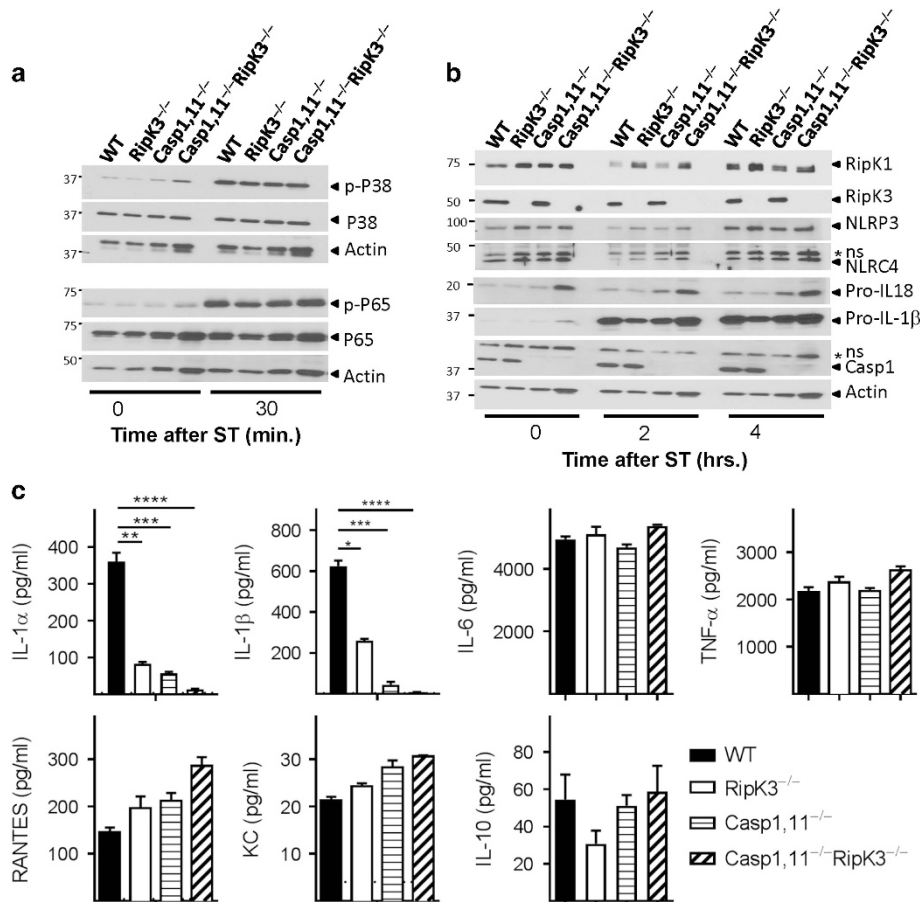 a
WT
RipK3−/−
Casp1,11−/−
Casp1,11−/−RipK3−/−
WT
RipK3−/−
Casp1,11−/−
Casp1,11−/−RipK3−/−
37
p-P38
37
P38
37
Actin
75
p-P65
75
P65
50
Actin
0
30
Time after ST (min.)
b
WT
RipK3−/−
Casp1,11−/−
Casp1,11−/−RipK3−/−
WT
RipK3−/−
Casp1,11−/−
Casp1,11−/−RipK3−/−
WT
RipK3−/−
Casp1,11−/−
Casp1,11−/−RipK3−/−
75
RipK1
50
RipK3
100
NLRP3
50
* ns
NLRC4
20
Pro-IL18
37
Pro-IL-1β
* ns
37
Casp1
37
Actin
0
2
4
Time after ST (hrs.)
c
IL-1α (pg/ml)
400
300
200
100
****
***
**
IL-1β (pg/ml)
800
600
400
200
****
***
*
IL-6 (pg/ml)
4000
2000
TNF-α (pg/ml)
3000
2000
1000
RANTES (pg/ml)
300
200
100
KC (pg/ml)
30
20
10
IL-10 (pg/ml)
80
60
40
20
WT
RipK3−/−
Casp1,11−/−
Casp1,11−/−RipK3−/−